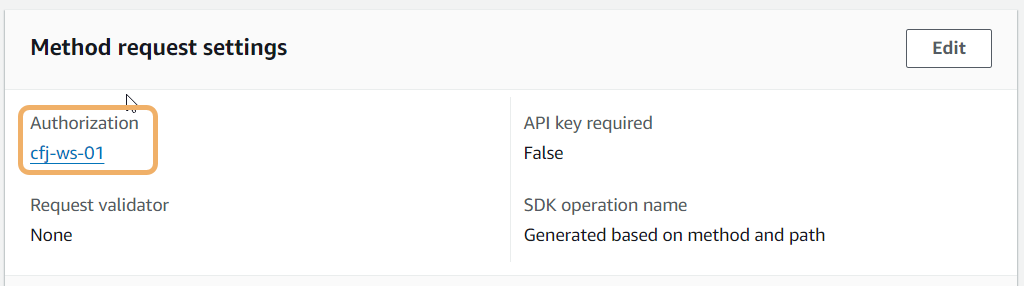 Method request settings
Edit
Authorization
cfj-ws-01
API key required
False
Request validator
None
SDK operation name
Generated based on method and path